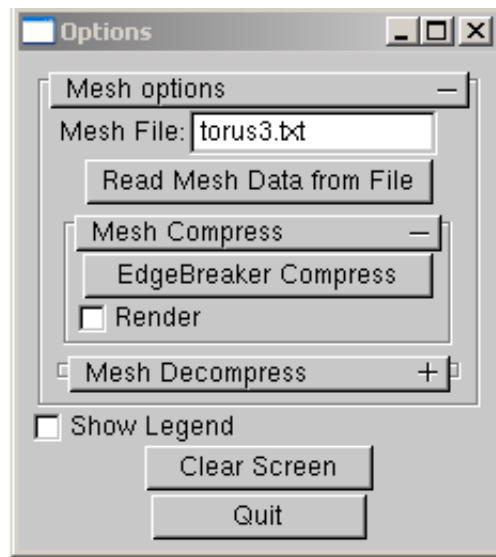 Options
Mesh options
Mesh File: torus3.txt
Read Mesh Data from File
Mesh Compress
EdgeBreaker Compress
Render
Mesh Decompress
Show Legend
Clear Screen
Quit